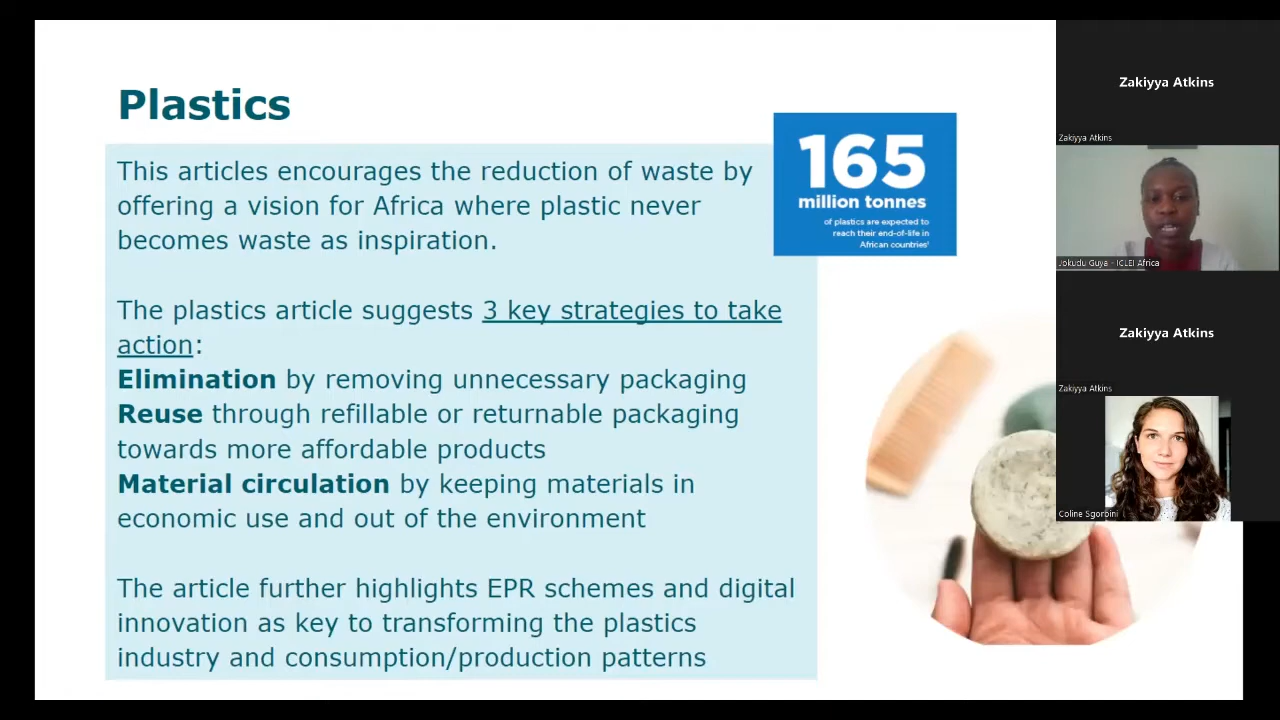 Plastics
This articles encourages the reduction of waste by
offering a vision for Africa where plastic never
becomes waste as inspiration.
The plastics article suggests 3 key strategies to take
action:
Elimination by removing unnecessary packaging
Reuse through refillable or returnable packaging
towards more affordable products
Material circulation by keeping materials in
economic use and out of the environment
The article further highlights EPR schemes and digital
innovation as key to transforming the plastics
industry and consumption/production patterns
165
million tonnes
of plastics are expected to
reach their end-of-life in
African countries¹
Zakiyya Atkins
Zakiyya Atkins
Jokudu Guya - ICLEI Africa
Zakiyya Atkins
Zakiyya Atkins
Coline Sgorbini